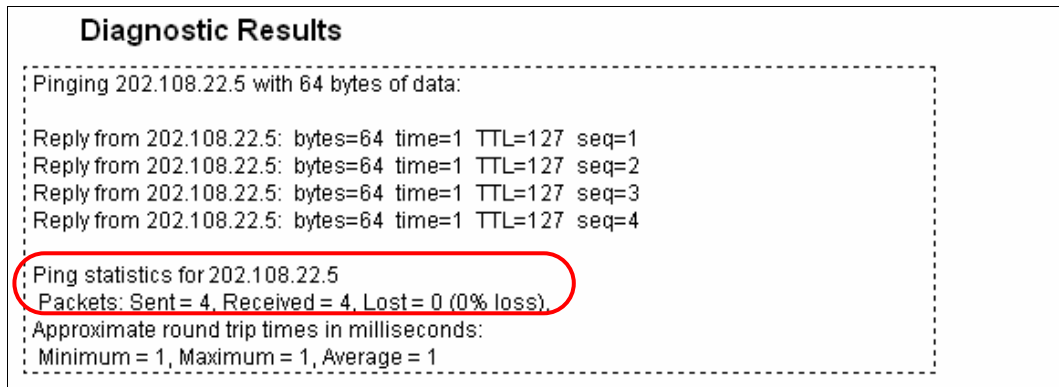 Diagnostic Results
Pinging 202.108.22.5 with 64 bytes of data:
Reply from 202.108.22.5: bytes=64 time=1 TTL=127 seq=1
Reply from 202.108.22.5: bytes=64 time=1 TTL=127 seq=2
Reply from 202.108.22.5: bytes=64 time=1 TTL=127 seq=3
Reply from 202.108.22.5: bytes=64 time=1 TTL=127 seq=4
Ping statistics for 202.108.22.5
Packets: Sent = 4, Received = 4, Lost = 0 (0% loss),
Approximate round trip times in milliseconds:
Minimum = 1, Maximum = 1, Average = 1